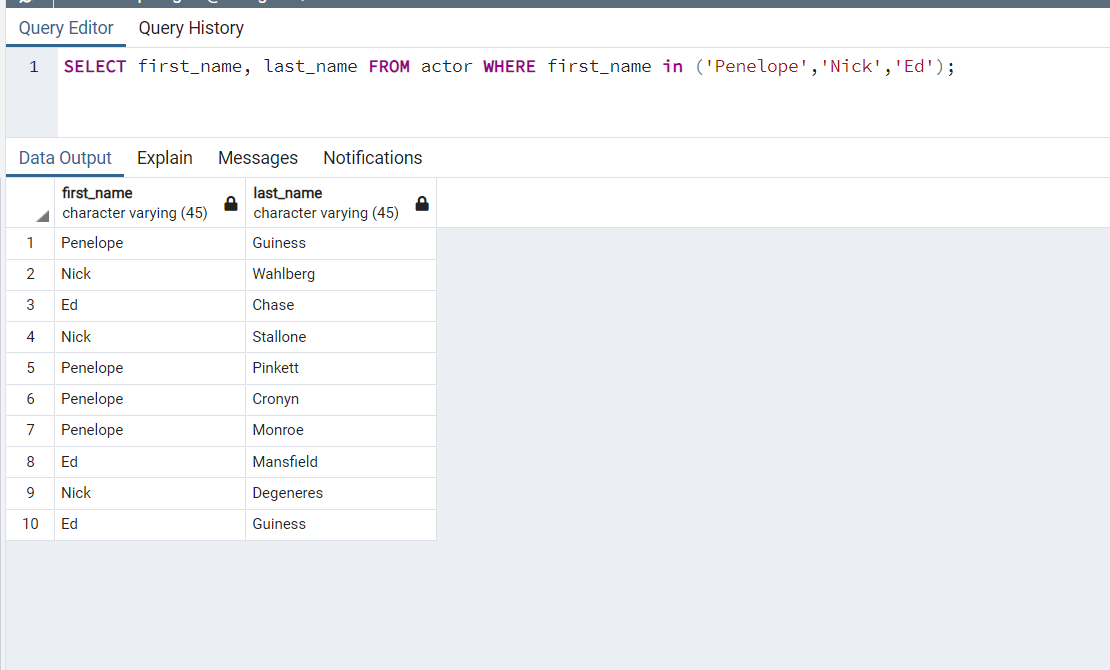 Query Editor Query History
1 SELECT first_name, last_name FROM actor WHERE first_name in ('Penelope','Nick','Ed');
Data Output Explain Messages Notifications
first_name last_name
character varying (45) character varying (45)
1 Penelope Guiness
2 Nick Wahlberg
3 Ed Chase
4 Nick Stallone
5 Penelope Pinkett
6 Penelope Cronyn
7 Penelope Monroe
8 Ed Mansfield
9 Nick Degeneres
10 Ed Guiness